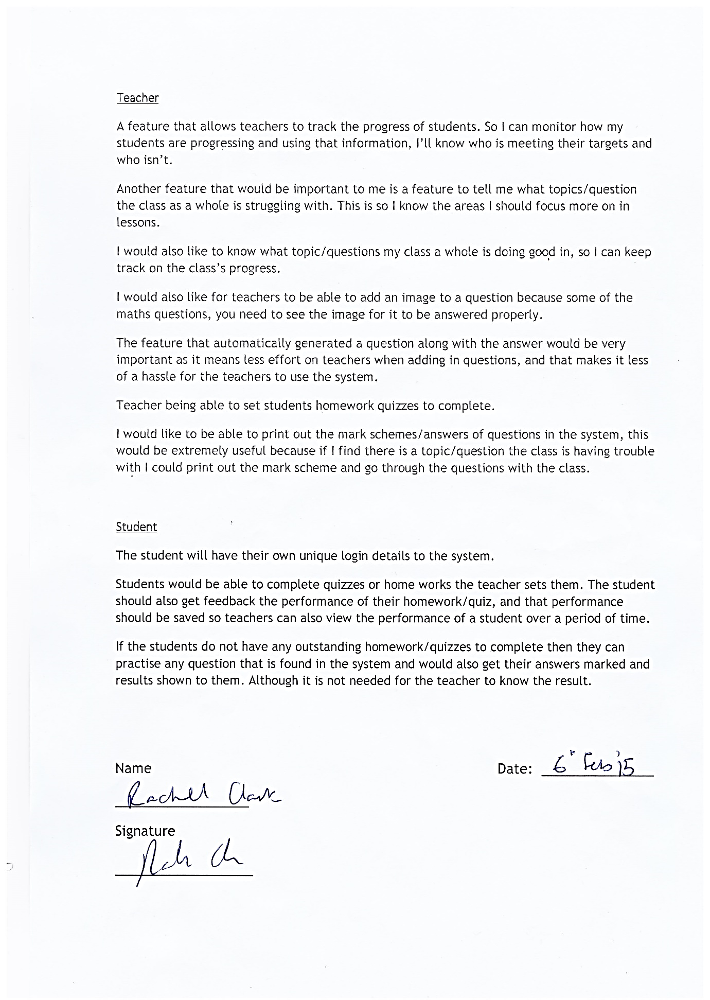 Teacher
A feature that allows teachers to track the progress of students. So I can monitor how my
students are progressing and using that information, I'll know who is meeting their targets and
who isn't.
Another feature that would be important to me is a feature to tell me what topics/question
the class as a whole is struggling with. This is so I know the areas I should focus more on in
lessons.
I would also like to know what topic/questions my class a whole is doing good in, so I can keep
track on the class's progress.
I would also like for teachers to be able to add an image to a question because some of the
maths questions, you need to see the image for it to be answered properly.
The feature that automatically generated a question along with the answer would be very
important as it means less effort on teachers when adding in questions, and that makes it less
of a hassle for the teachers to use the system.
Teacher being able to set students homework quizzes to complete.
I would like to be able to print out the mark schemes/answers of questions in the system, this
would be extremely useful because if I find there is a topic/question the class is having trouble
with I could print out the mark scheme and go through the questions with the class.
Student
The student will have their own unique login details to the system.
Students would be able to complete quizzes or home works the teacher sets them. The student
should also get feedback the performance of their homework/quiz, and that performance
should be saved so teachers can also view the performance of a student over a period of time.
If the students do not have any outstanding homework/quizzes to complete then they can
practise any question that is found in the system and would also get their answers marked and
results shown to them. Although it is not needed for the teacher to know the result.
Name
Date: 6 Feb '15
Rachel Clark
Signature